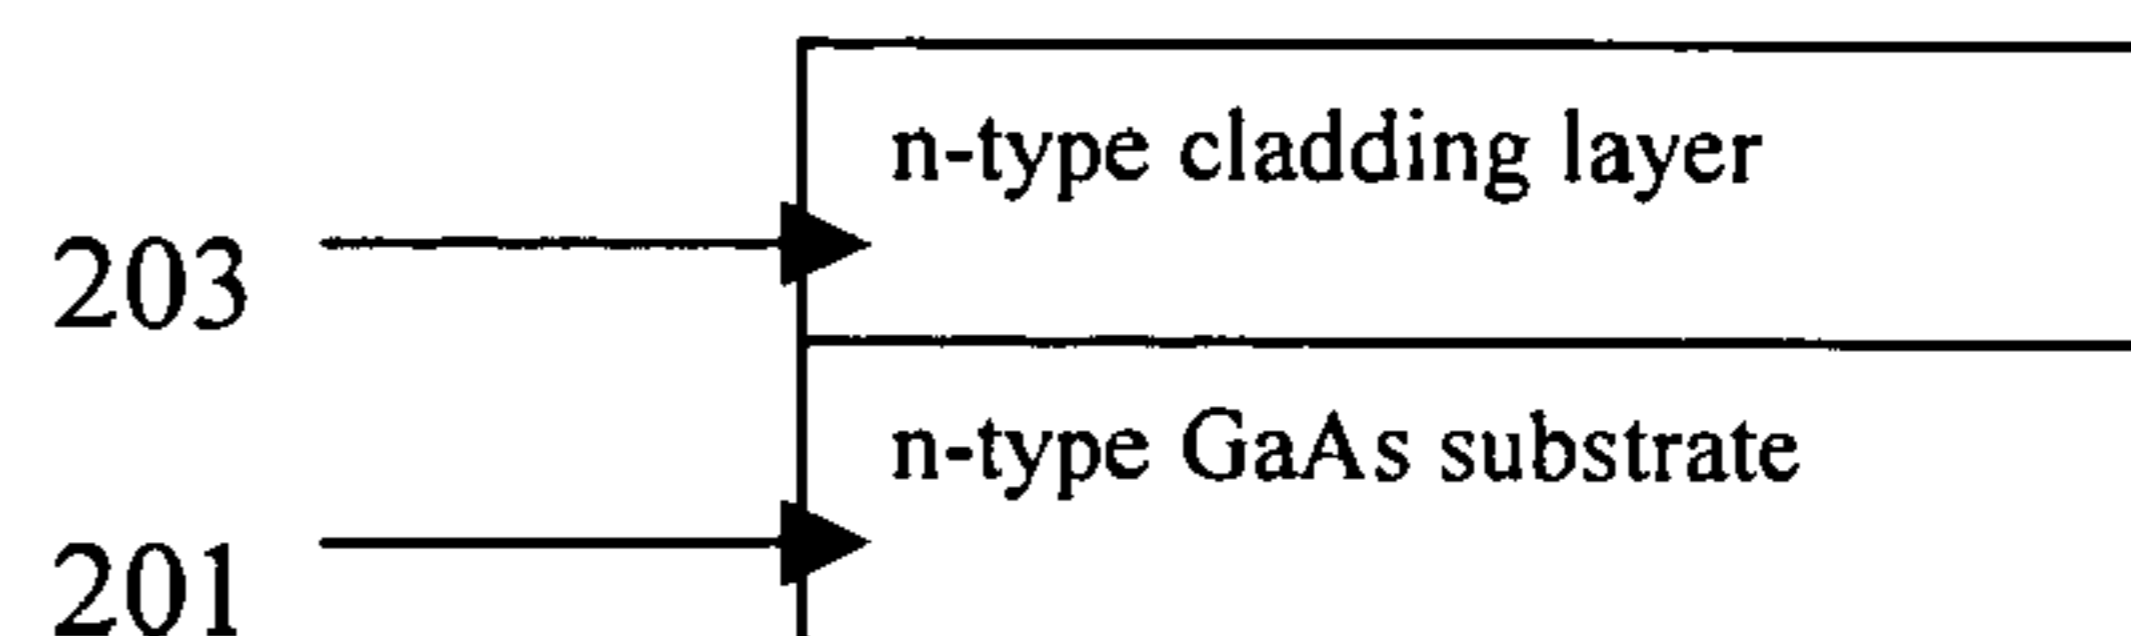 n-type cladding layer
203
n-type GaAs substrate
201